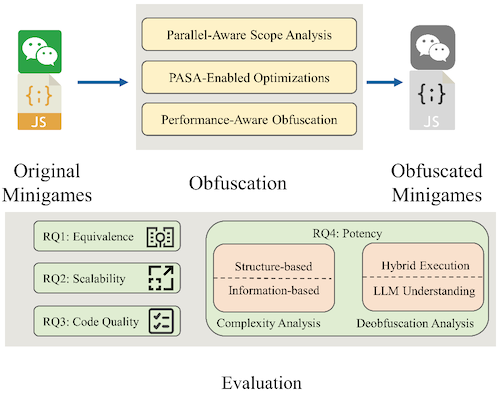 Parallel-Aware Scope Analysis
PASA-Enabled Optimizations
Performance-Aware Obfuscation
{;}
JS
{;}
JS
Original
Minigames
Obfuscation
Obfuscated
Minigames
RQ1: Equivalence
RQ2: Scalability
RQ3: Code Quality
RQ4: Potency
Structure-based
Information-based
Complexity Analysis
Hybrid Execution
LLM Understanding
Deobfuscation Analysis
Evaluation